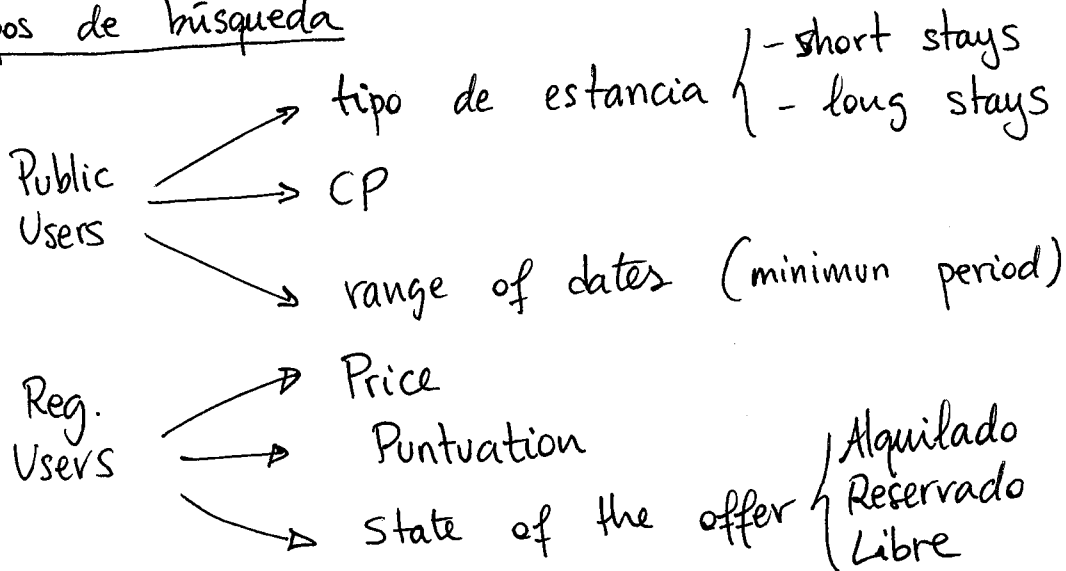 de búsqueda
tipo de estancia
- short stays
- long stays
Public
Users
CP
range of dates (minimun period)
Reg.
Users
Price
Puntuation
State of the offer
Alquilado
Reservado
Libre